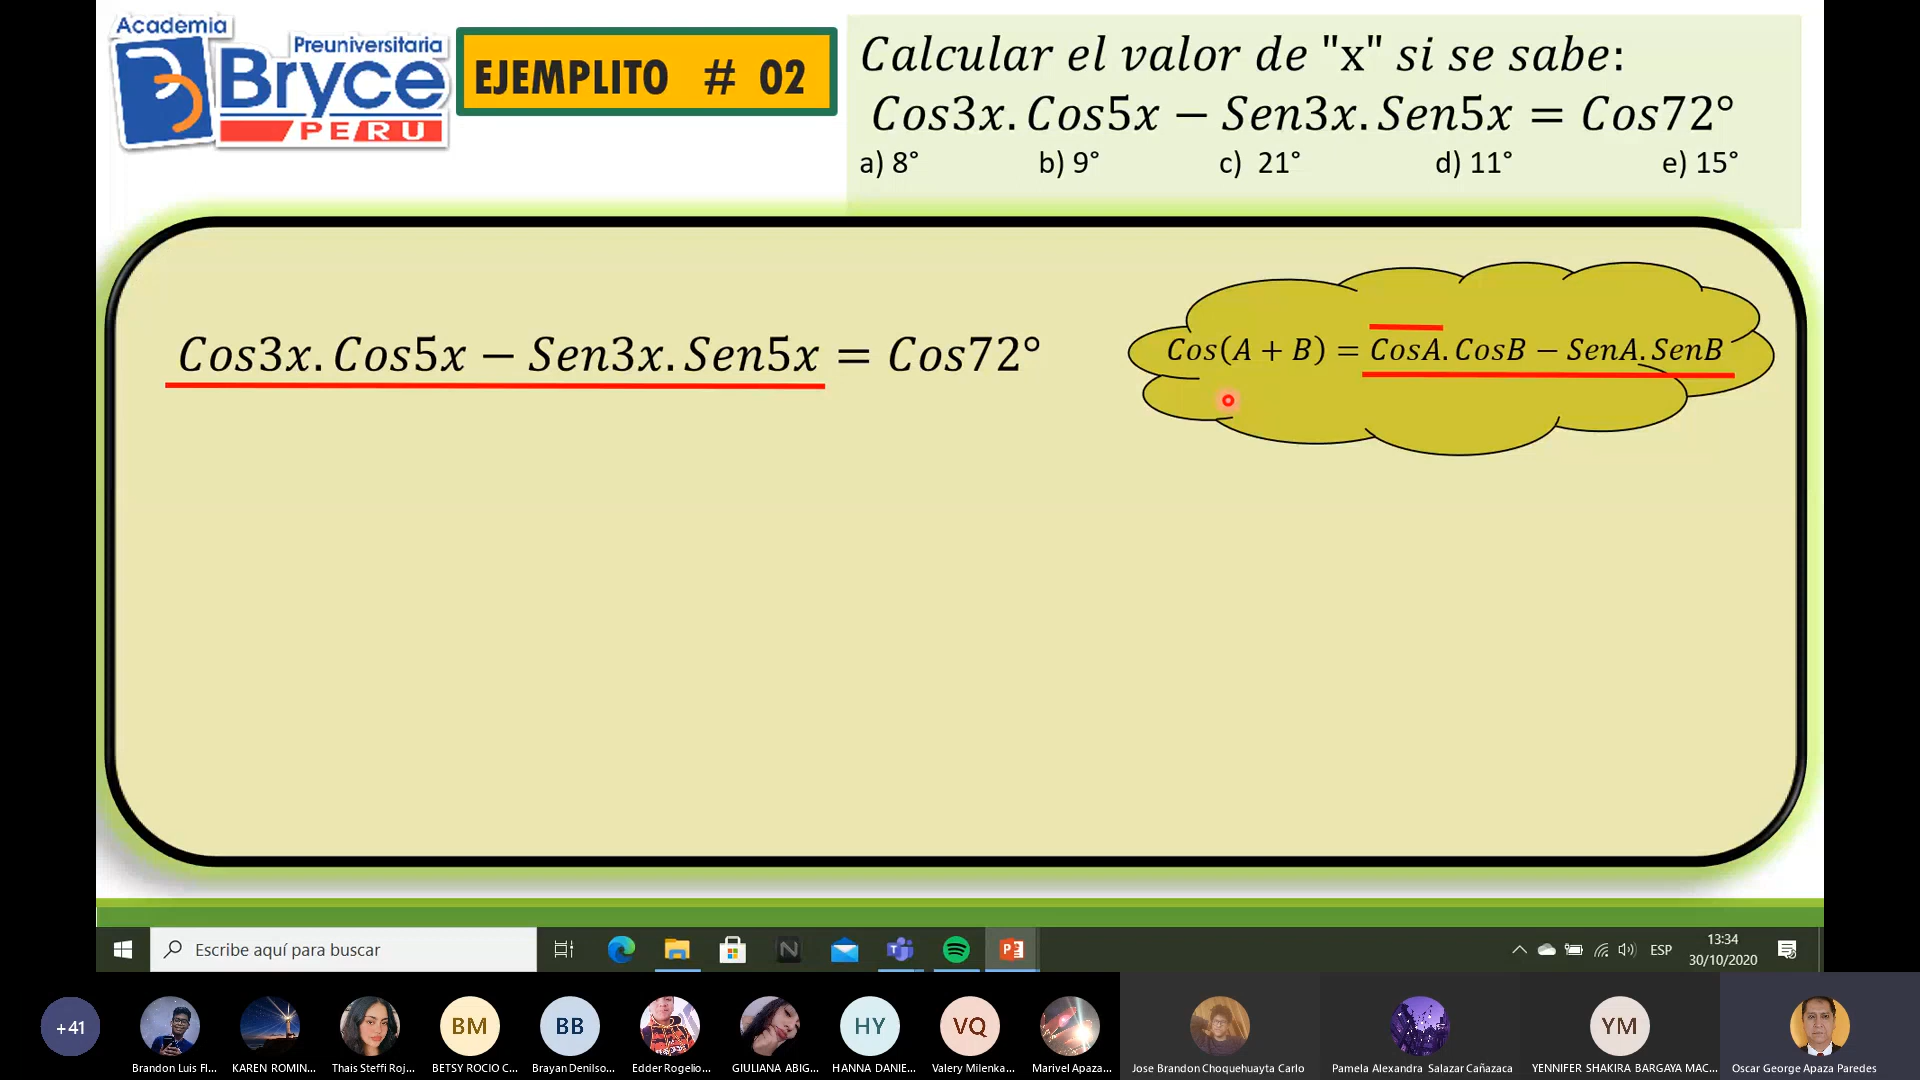 Academia
Preuniversitaria
Bryce
PERU
EJEMPLITO # 02
Calcular el valor de "x" si se sabe:
Cos3x.Cos5x − Sen3x.Sen5x = Cos72°
a) 8° b) 9° c) 21° d) 11° e) 15°
Cos3x.Cos5x − Sen3x.Sen5x = Cos72°
Cos(A + B) = CosA.CosB − SenA.SenB
Escribe aquí para buscar
ESP
13:34
30/10/2020
+41
BM
BB
HY
VQ
YM
Brandon Luis Fl...
KAREN ROMIN...
Thais Steffi Roj...
BETSY ROCIO C...
Brayan Denilso...
Edder Rogelio...
GIULIANA ABIG...
HANNA DANIE...
Valery Milenka...
Marivel Apaza...
Jose Brandon Choquehuayta Carlo
Pamela Alexandra Salazar Cañazaca
YENNIFER SHAKIRA BARGAYA MAC...
Oscar George Apaza Paredes